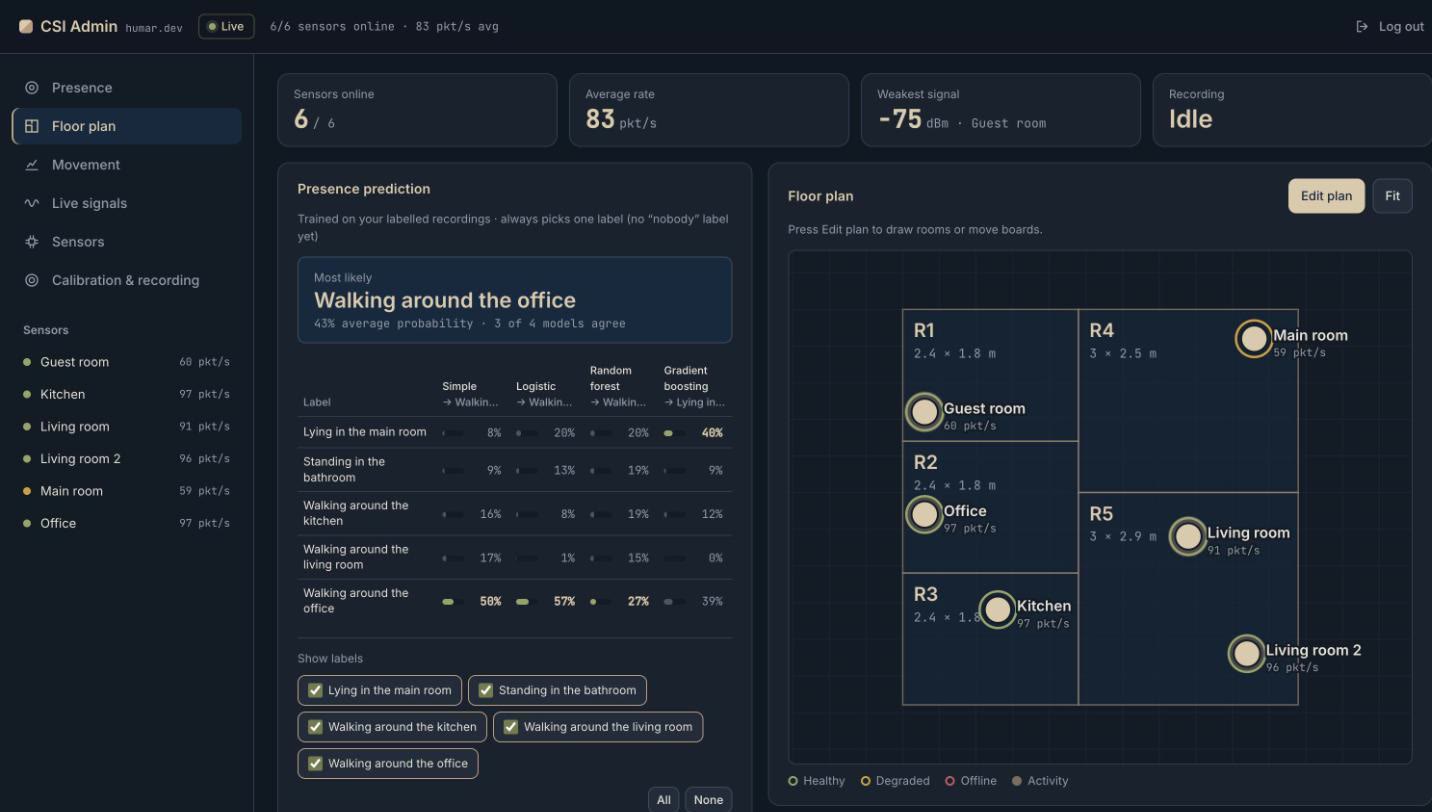 CSI Admin humar.dev Live 6/6 sensors online · 83 pkt/s avg Log out
Presence
Floor plan
Movement
Live signals
Sensors
Calibration & recording
Sensors
Guest room 60 pkt/s
Kitchen 97 pkt/s
Living room 91 pkt/s
Living room 2 96 pkt/s
Main room 59 pkt/s
Office 97 pkt/s
Sensors online
6 / 6
Average rate
83 pkt/s
Weakest signal
-75 dBm · Guest room
Recording
Idle
Presence prediction
Trained on your labelled recordings · always picks one label (no “nobody” label
yet)
Most likely
Walking around the office
43% average probability · 3 of 4 models agree
Label
Simple
→ Walkin…
Logistic
→ Walkin…
Random
forest
→ Walkin…
Gradient
boosting
→ Lying in…
Lying in the main room 8% 20% 20% 40%
Standing in the
bathroom
9% 13% 19% 9%
Walking around the
kitchen
16% 8% 19% 12%
Walking around the
living room
17% 1% 15% 0%
Walking around the
office
50% 57% 27% 39%
Show labels
Lying in the main room Standing in the bathroom
Walking around the kitchen Walking around the living room
Walking around the office
All None
Floor plan
Edit plan Fit
Press Edit plan to draw rooms or move boards.
R1
2.4 × 1.8 m
Guest room
60 pkt/s
R4
3 × 2.5 m
Main room
59 pkt/s
R2
2.4 × 1.8 m
Office
97 pkt/s
R5
3 × 2.9 m
Living room
91 pkt/s
R3
2.4 × 1.8
Kitchen
97 pkt/s
Living room 2
96 pkt/s
Healthy Degraded Offline Activity